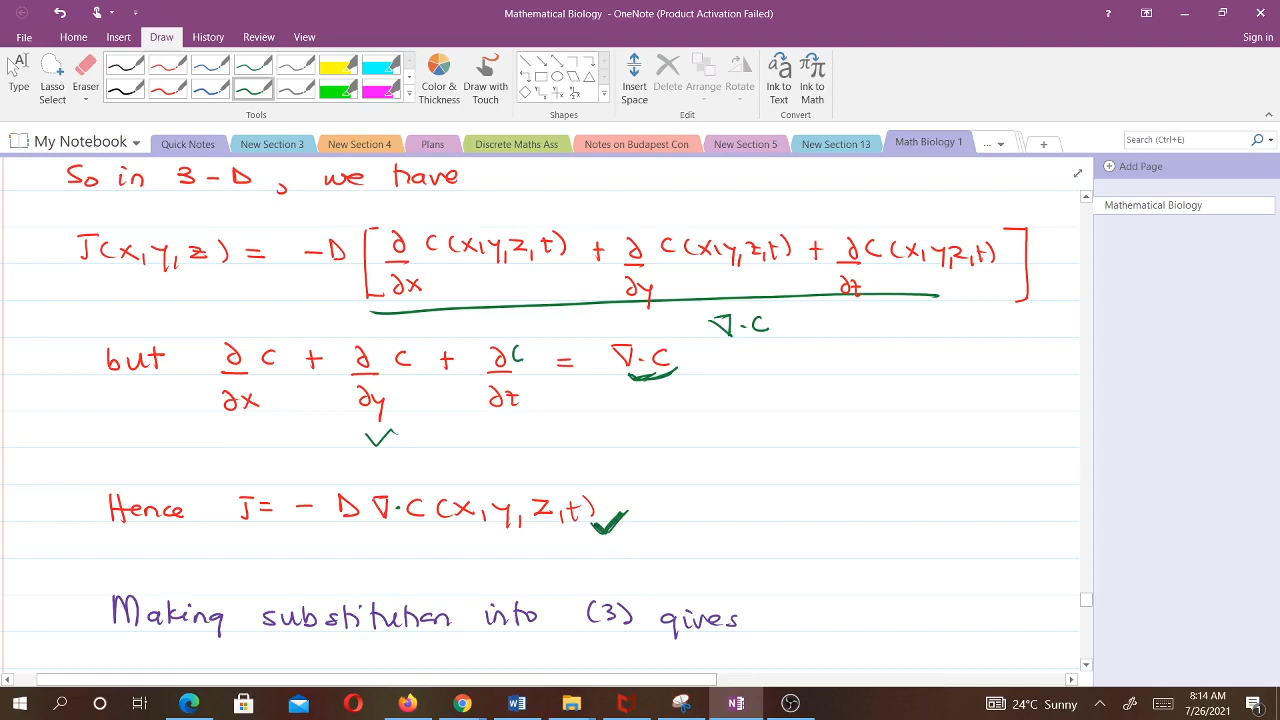 Mathematical Biology - OneNote (Product Activation Failed)
File Home Insert Draw History Review View Sign in
Type Lasso Select Eraser Color & Thickness Draw with Touch Insert Space Delete Arrange Rotate Ink to Text Ink to Math
Tools Shapes Edit Convert
My Notebook Quick Notes New Section 3 New Section 4 Plans Discrete Maths Ass Notes on Budapest Con New Section 5 New Section 13 Math Biology 1 ... Search (Ctrl+E)
Add Page
Mathematical Biology
So in 3-D, we have
J(x,y,z) = -D [ ∂/∂x C(x,y,z,t) + ∂/∂y C(x,y,z,t) + ∂/∂z C(x,y,z,t) ]
∇·C
but ∂/∂x C + ∂/∂y C + ∂/∂z C = ∇·C
Hence J = - D ∇·C(x,y,z,t)
Making substitution into (3) gives
24°C Sunny 8:14 AM
7/26/2021